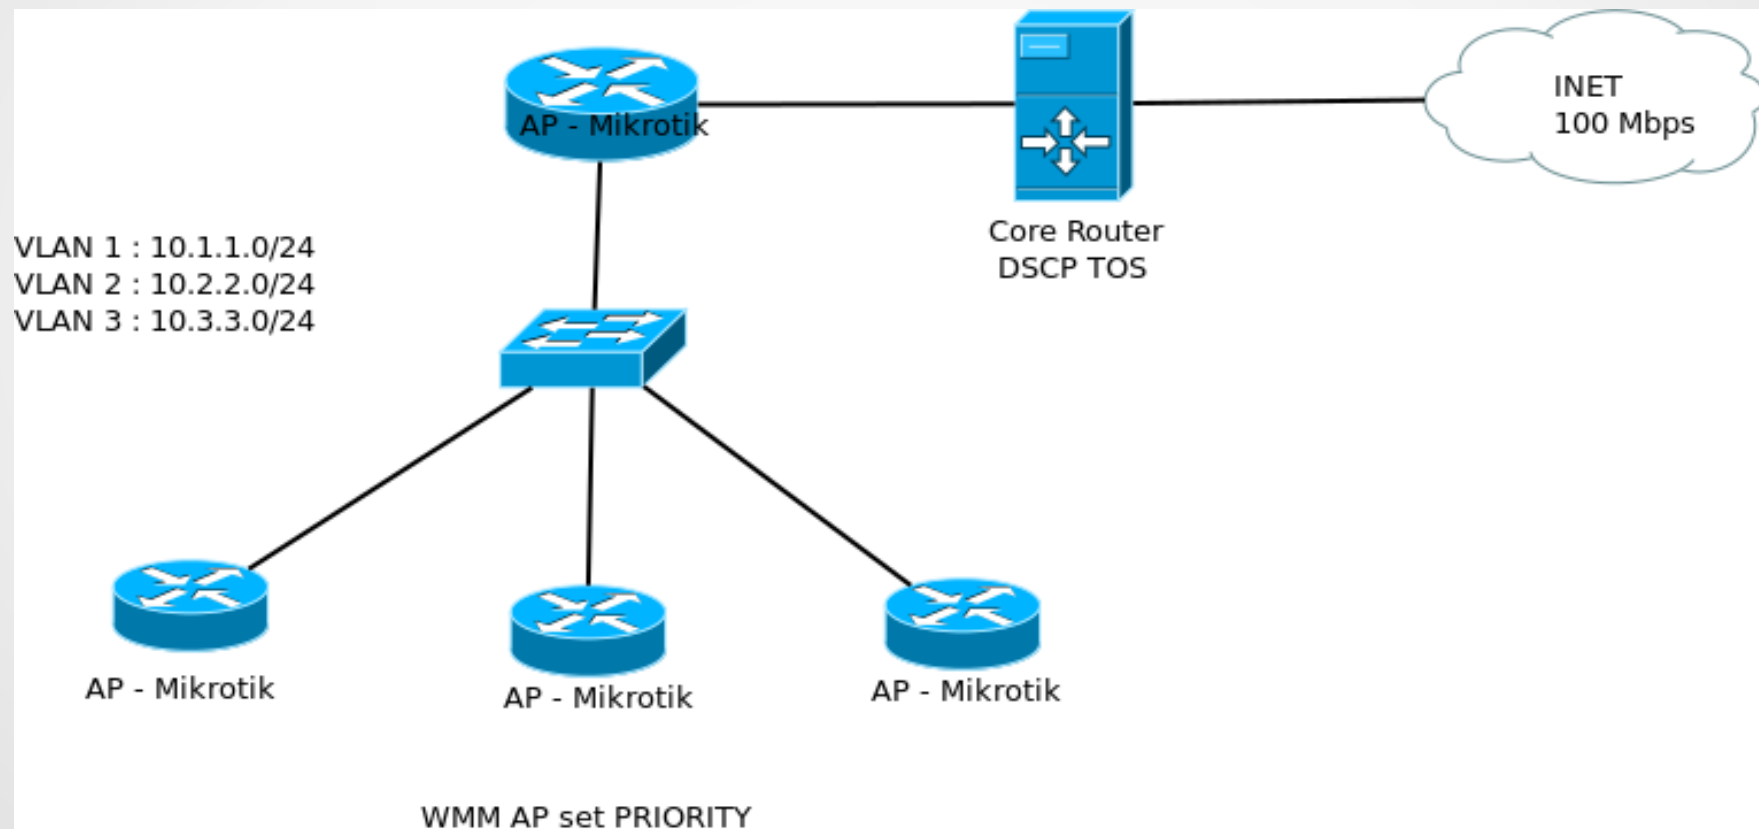 AP - Mikrotik
INET
100 Mbps
Core Router
DSCP TOS
VLAN 1 : 10.1.1.0/24
VLAN 2 : 10.2.2.0/24
VLAN 3 : 10.3.3.0/24
AP - Mikrotik
AP - Mikrotik
AP - Mikrotik
WMM AP set PRIORITY